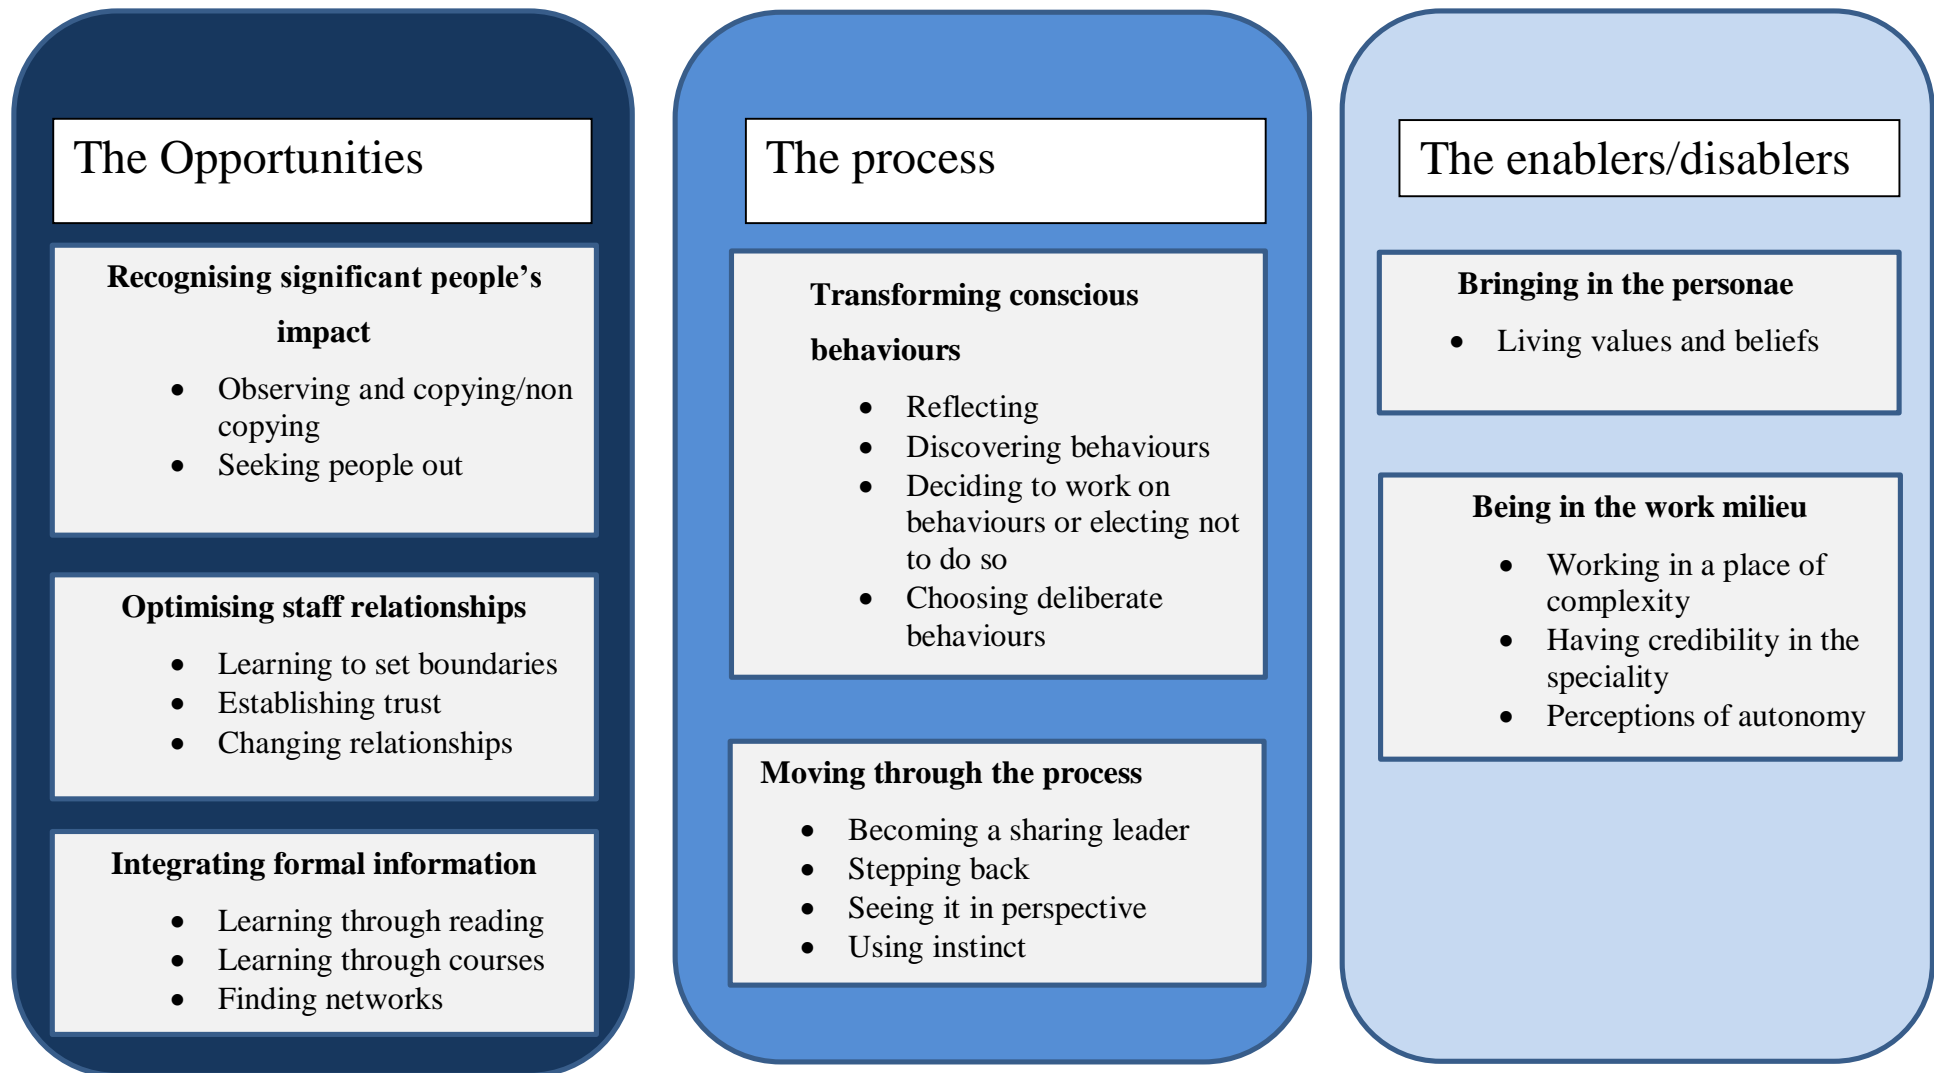 The Opportunities
Recognising significant people’s
impact
• Observing and copying/non
copying
• Seeking people out
Optimising staff relationships
• Learning to set boundaries
• Establishing trust
• Changing relationships
Integrating formal information
• Learning through reading
• Learning through courses
• Finding networks
The process
Transforming conscious
behaviours
• Reflecting
• Discovering behaviours
• Deciding to work on
behaviours or electing not
to do so
• Choosing deliberate
behaviours
Moving through the process
• Becoming a sharing leader
• Stepping back
• Seeing it in perspective
• Using instinct
The enablers/disablers
Bringing in the personae
• Living values and beliefs
Being in the work milieu
• Working in a place of
complexity
• Having credibility in the
speciality
• Perceptions of autonomy